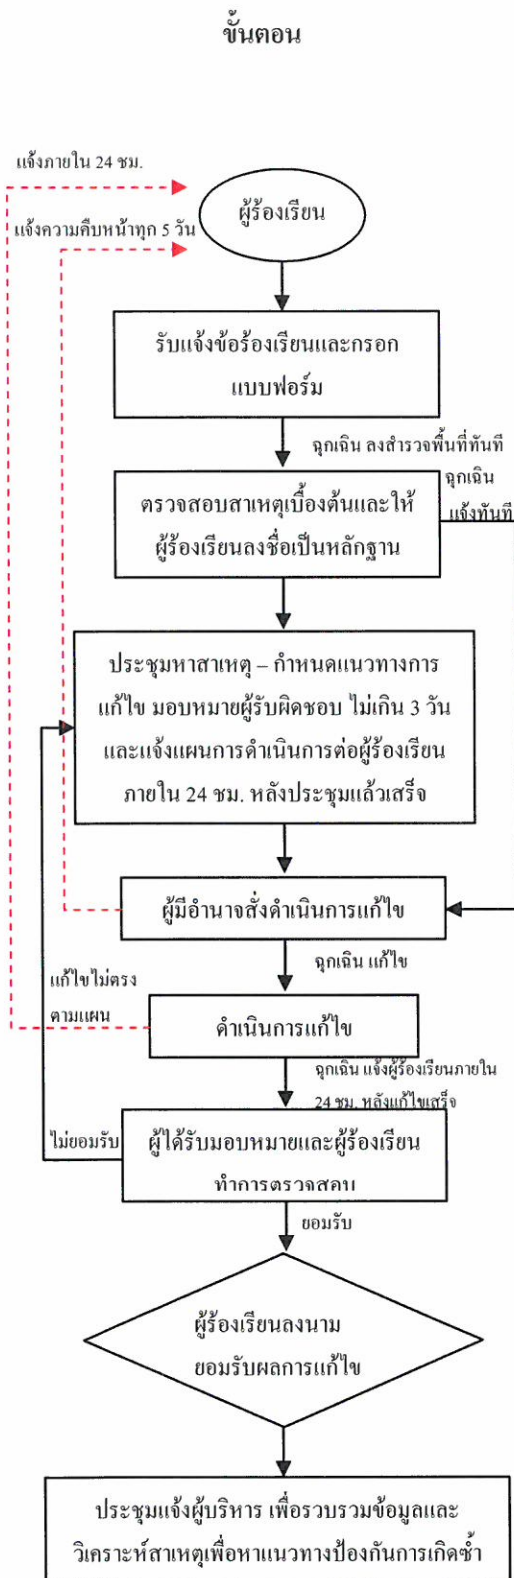 ขั้นตอน
แจ้งภายใน 24 ชม.
ผู้ร้องเรียน
แจ้งความคืบหน้าทุก 5 วัน
รับแจ้งข้อร้องเรียนและกรอก
แบบฟอร์ม
ฉุกเฉิน ลงสำรวจพื้นที่ทันที
ฉุกเฉิน
แจ้งทันที
ตรวจสอบสาเหตุเบื้องต้นและให้
ผู้ร้องเรียนลงชื่อเป็นหลักฐาน
ประชุมหาสาเหตุ – กำหนดแนวทางการ
แก้ไข มอบหมายผู้รับผิดชอบ ไม่เกิน 3 วัน
และแจ้งแผนการดำเนินการต่อผู้ร้องเรียน
ภายใน 24 ชม. หลังประชุมแล้วเสร็จ
ผู้มีอำนาจสั่งดำเนินการแก้ไข
ฉุกเฉิน แก้ไข
แก้ไขไม่ตรง
ตามแผน
ดำเนินการแก้ไข
ฉุกเฉิน แจ้งผู้ร้องเรียนภายใน
24 ชม. หลังแก้ไขเสร็จ
ไม่ยอมรับ
ผู้ได้รับมอบหมายและผู้ร้องเรียน
ทำการตรวจสอบ
ยอมรับ
ผู้ร้องเรียนลงนาม
ยอมรับผลการแก้ไข
ประชุมแจ้งผู้บริหาร เพื่อรวบรวมข้อมูลและ
วิเคราะห์สาเหตุเพื่อหาแนวทางป้องกันการเกิดซ้ำ